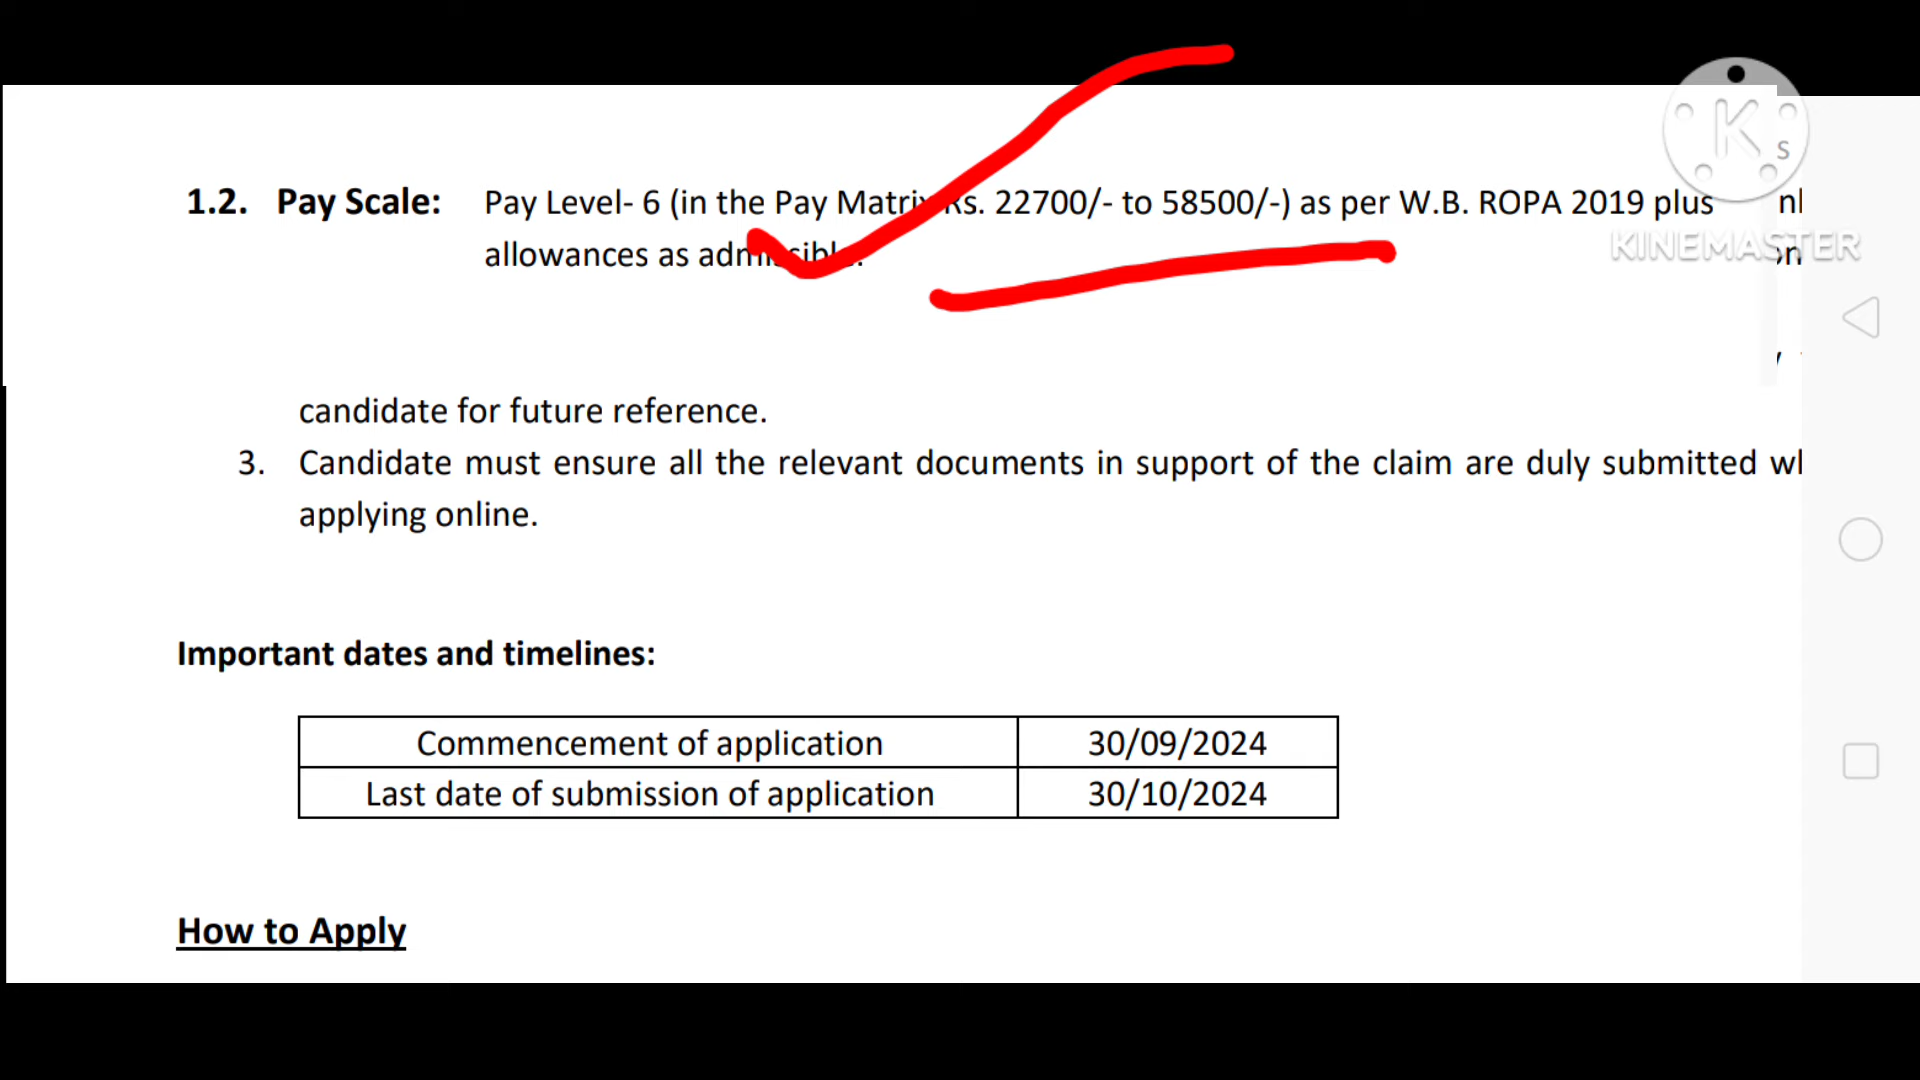 1.2. Pay Scale: Pay Level- 6 (in the Pay Matrix Rs. 22700/- to 58500/-) as per W.B. ROPA 2019 plus
allowances as admissible.
KINEMASTER
candidate for future reference.
3. Candidate must ensure all the relevant documents in support of the claim are duly submitted
applying online.
Important dates and timelines:
Commencement of application 30/09/2024
Last date of submission of application 30/10/2024
How to Apply